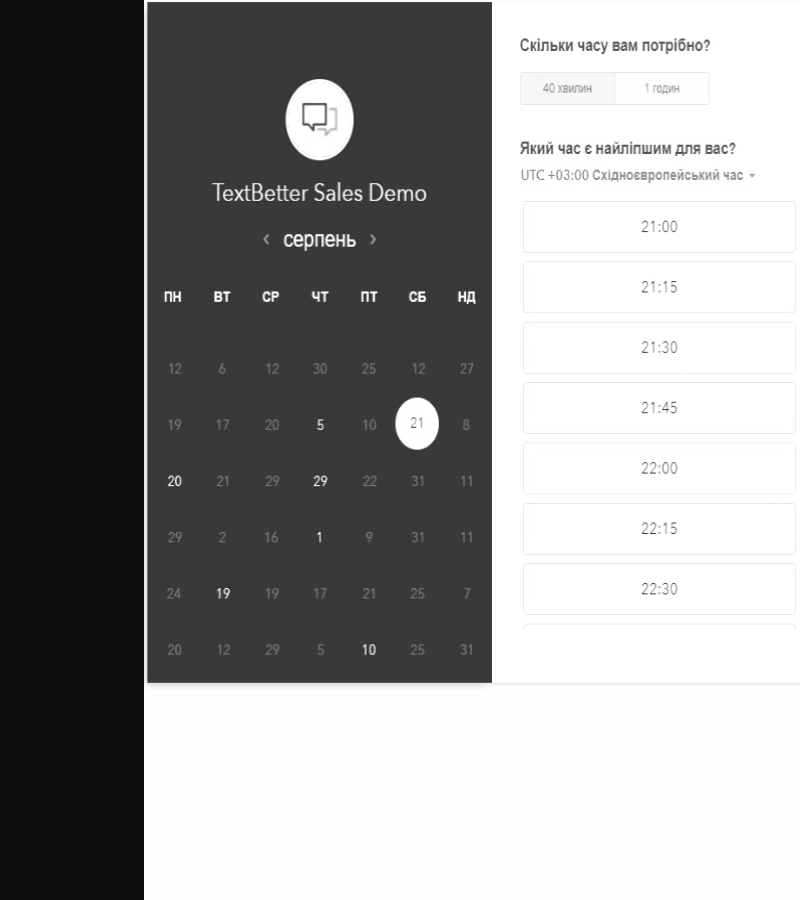 TextBetter Sales Demo
‹ серпень ›
ПН ВТ СР ЧТ ПТ СБ НД
12 6 12 30 25 12 27
19 17 20 5 10 21 8
20 21 29 29 22 31 11
29 2 16 1 9 31 11
24 19 19 17 21 25 7
20 12 29 5 10 25 31
Скільки часу вам потрібно?
40 хвилин 1 годин
Який час є найліпшим для вас?
UTC +03:00 Східноєвропейський час
21:00
21:15
21:30
21:45
22:00
22:15
22:30